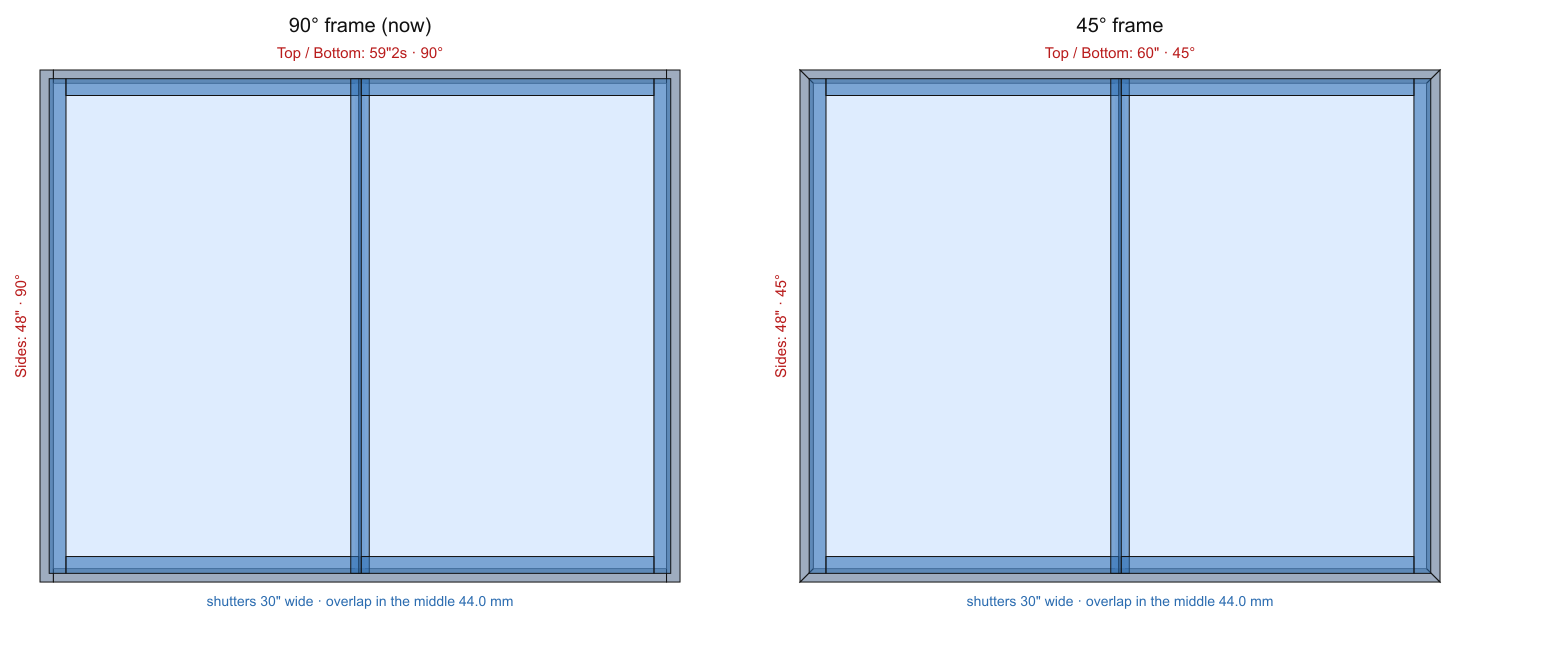 90° frame (now)
Top / Bottom: 59"2s · 90°
Sides: 48" · 90°
shutters 30" wide · overlap in the middle 44.0 mm
45° frame
Top / Bottom: 60" · 45°
Sides: 48" · 45°
shutters 30" wide · overlap in the middle 44.0 mm